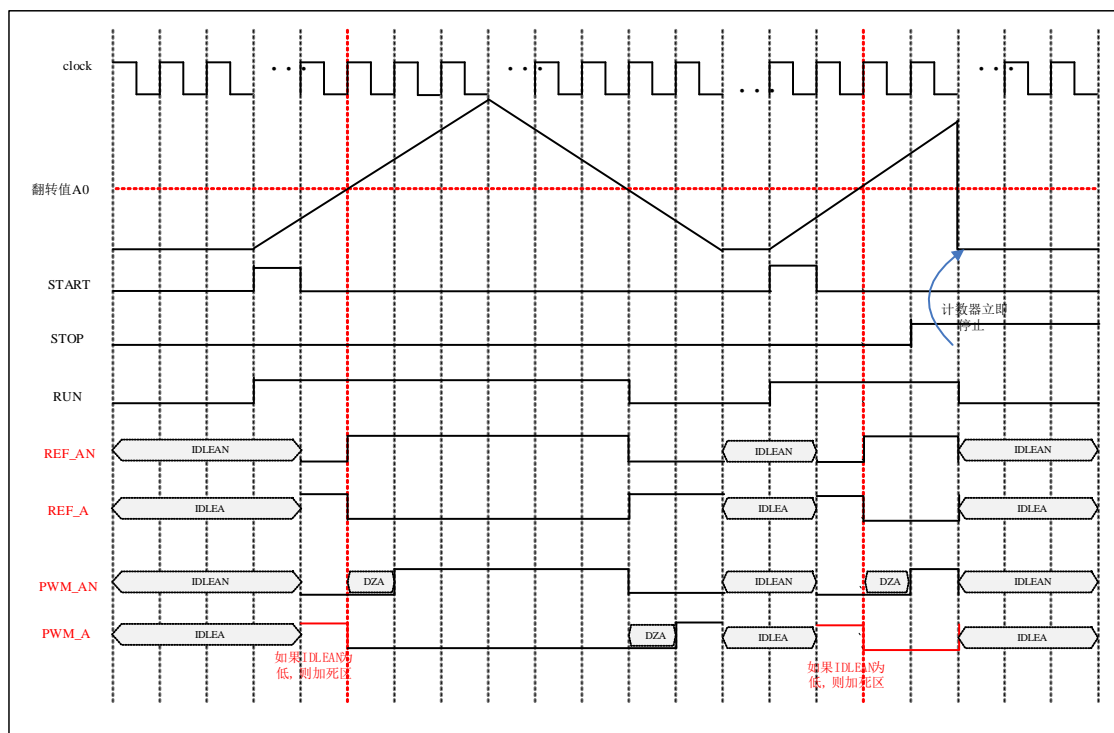 clock
翻转值A0
START
计数器立即
停止
STOP
RUN
REF_AN
IDLEAN
IDLEAN
IDLEAN
REF_A
IDLEA
IDLEA
IDLEA
PWM_AN
IDLEAN
DZA
IDLEAN
DZA
IDLEAN
PWM_A
IDLEA
DZA
IDLEA
IDLEA
如果IDLEAN为
低，则加死区
如果IDLEAN为
低，则加死区